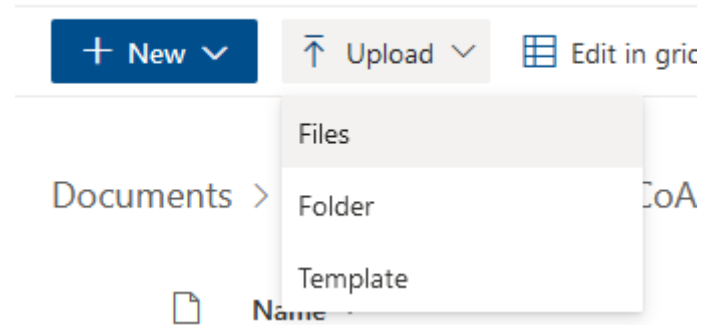 New
Upload
Edit in grid
Files
Documents >
CoA
Folder
Template
Name